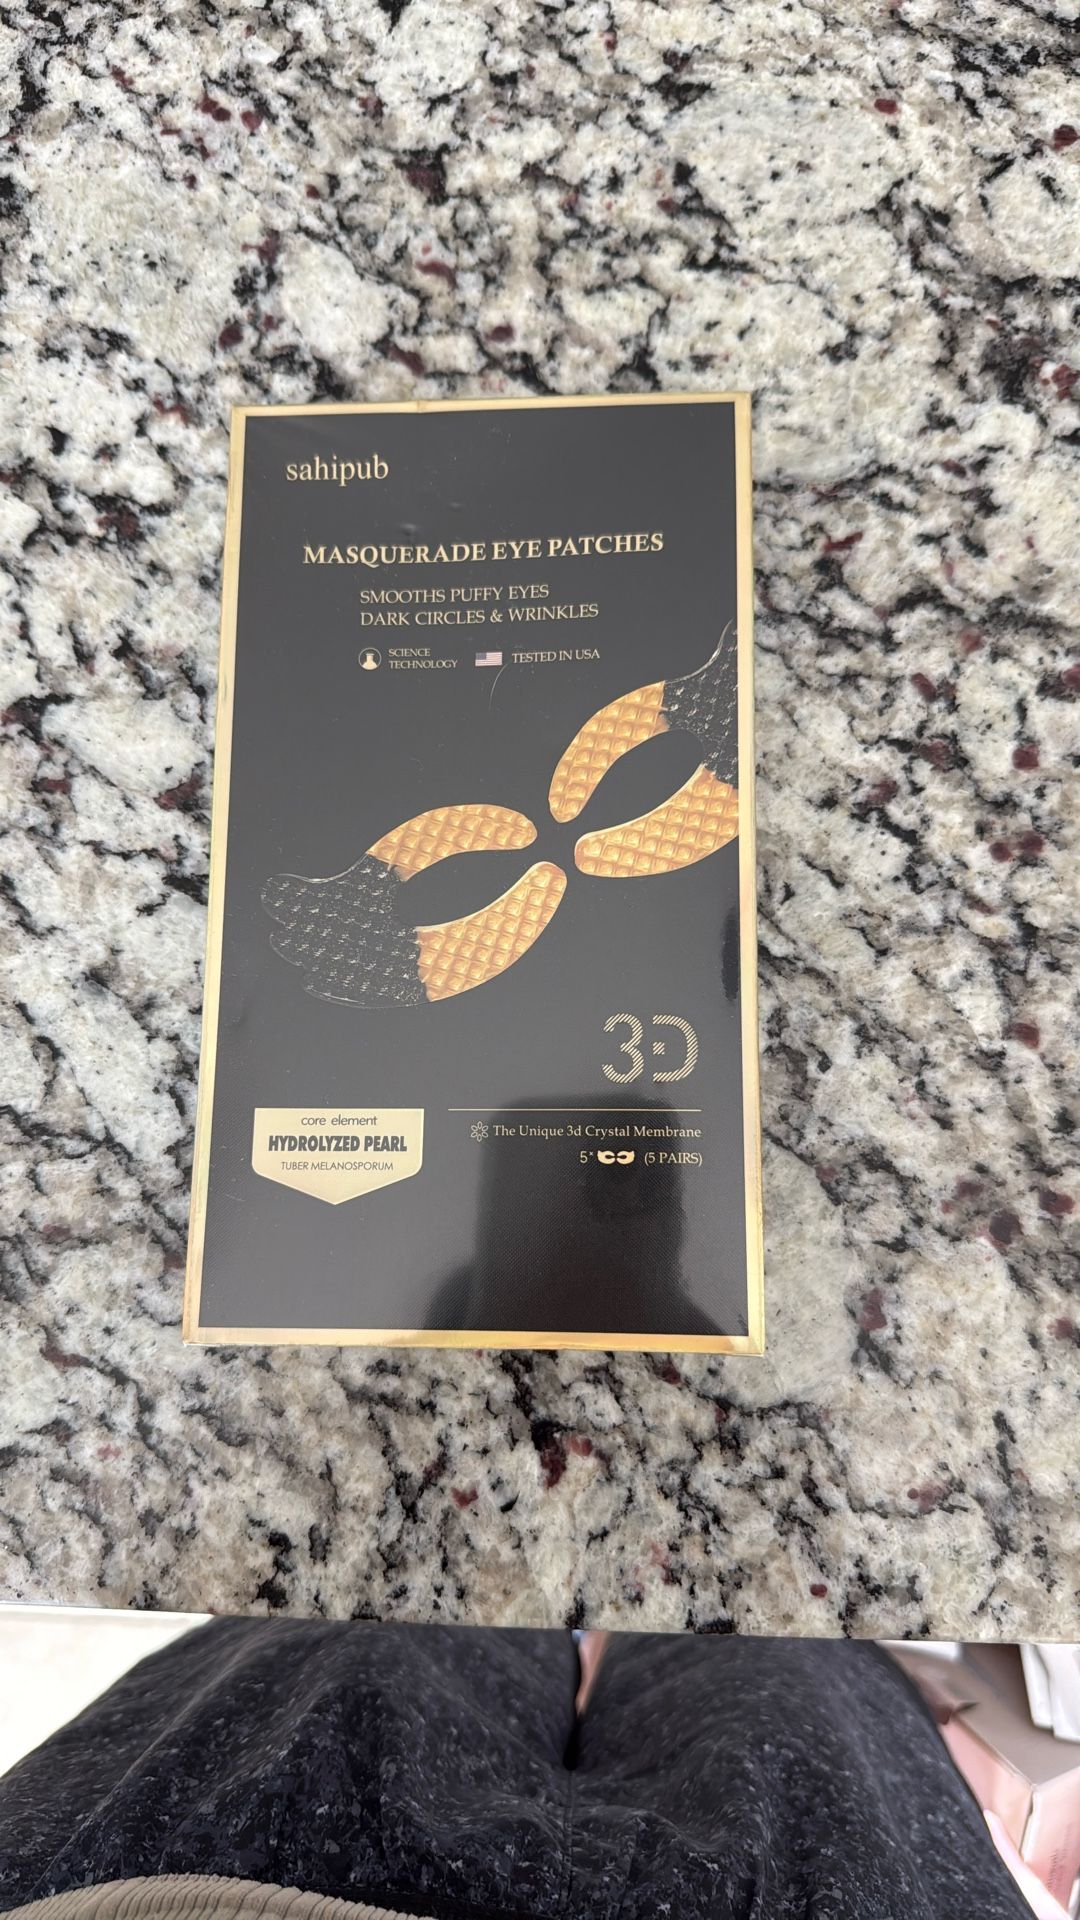 sahipub
MASQUERADE EYE PATCHES
SMOOTHS PUFFY EYES
DARK CIRCLES & WRINKLES
SCIENCE
TECHNOLOGY
TESTED IN USA
3D
core element
HYDROLYZED PEARL
TUBER MELANOSPORUM
The Unique 3d Crystal Membrane
5× (5 PAIRS)